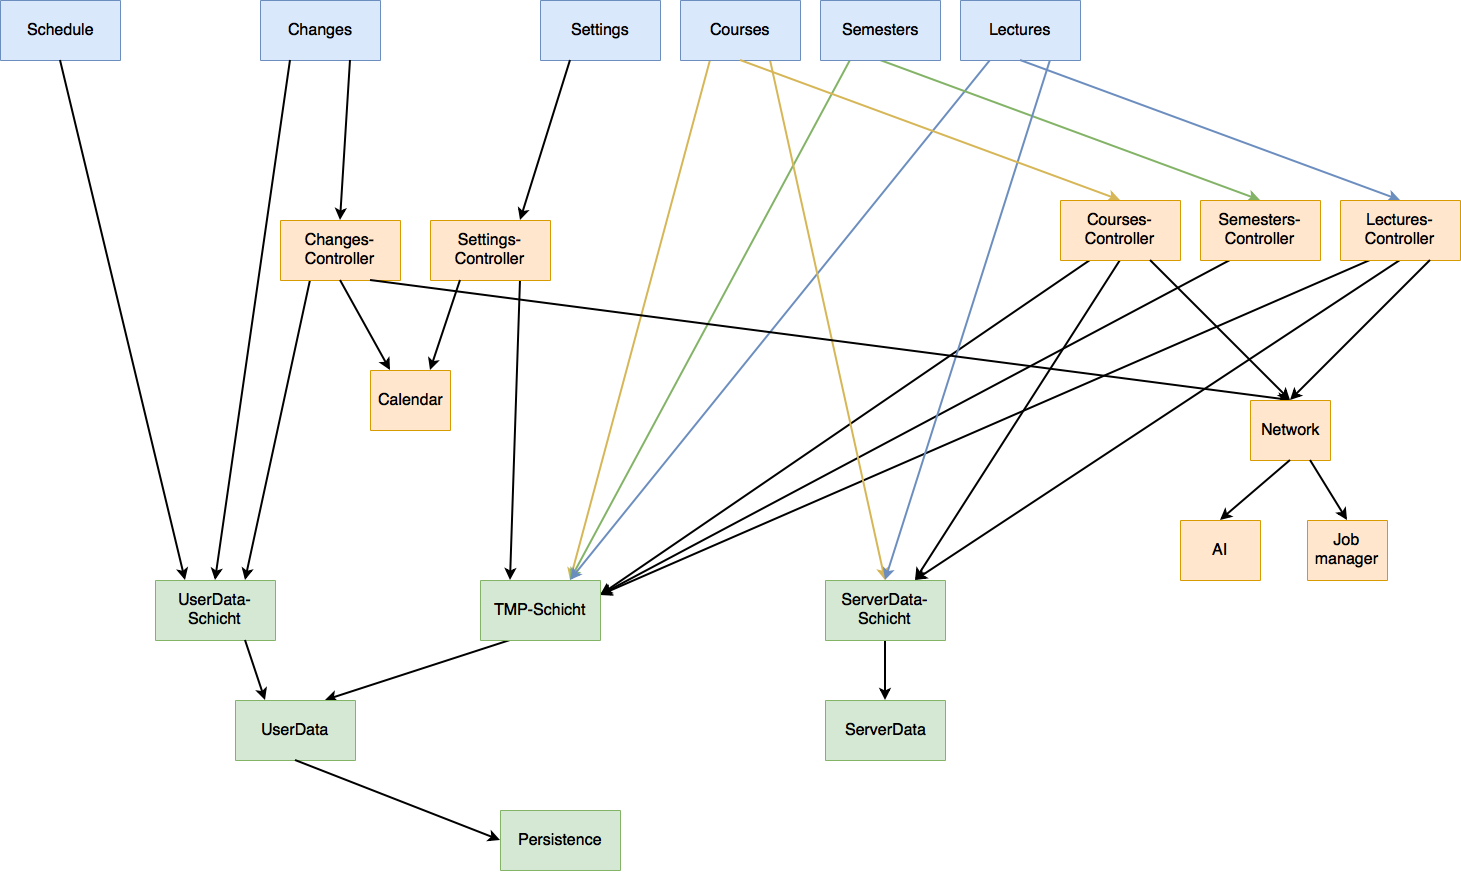 Schedule
Changes
Settings
Courses
Semesters
Lectures
Changes-
Controller
Settings-
Controller
Courses-
Controller
Semesters-
Controller
Lectures-
Controller
Calendar
Network
AI
Job
manager
UserData-
Schicht
TMP-Schicht
ServerData-
Schicht
UserData
ServerData
Persistence